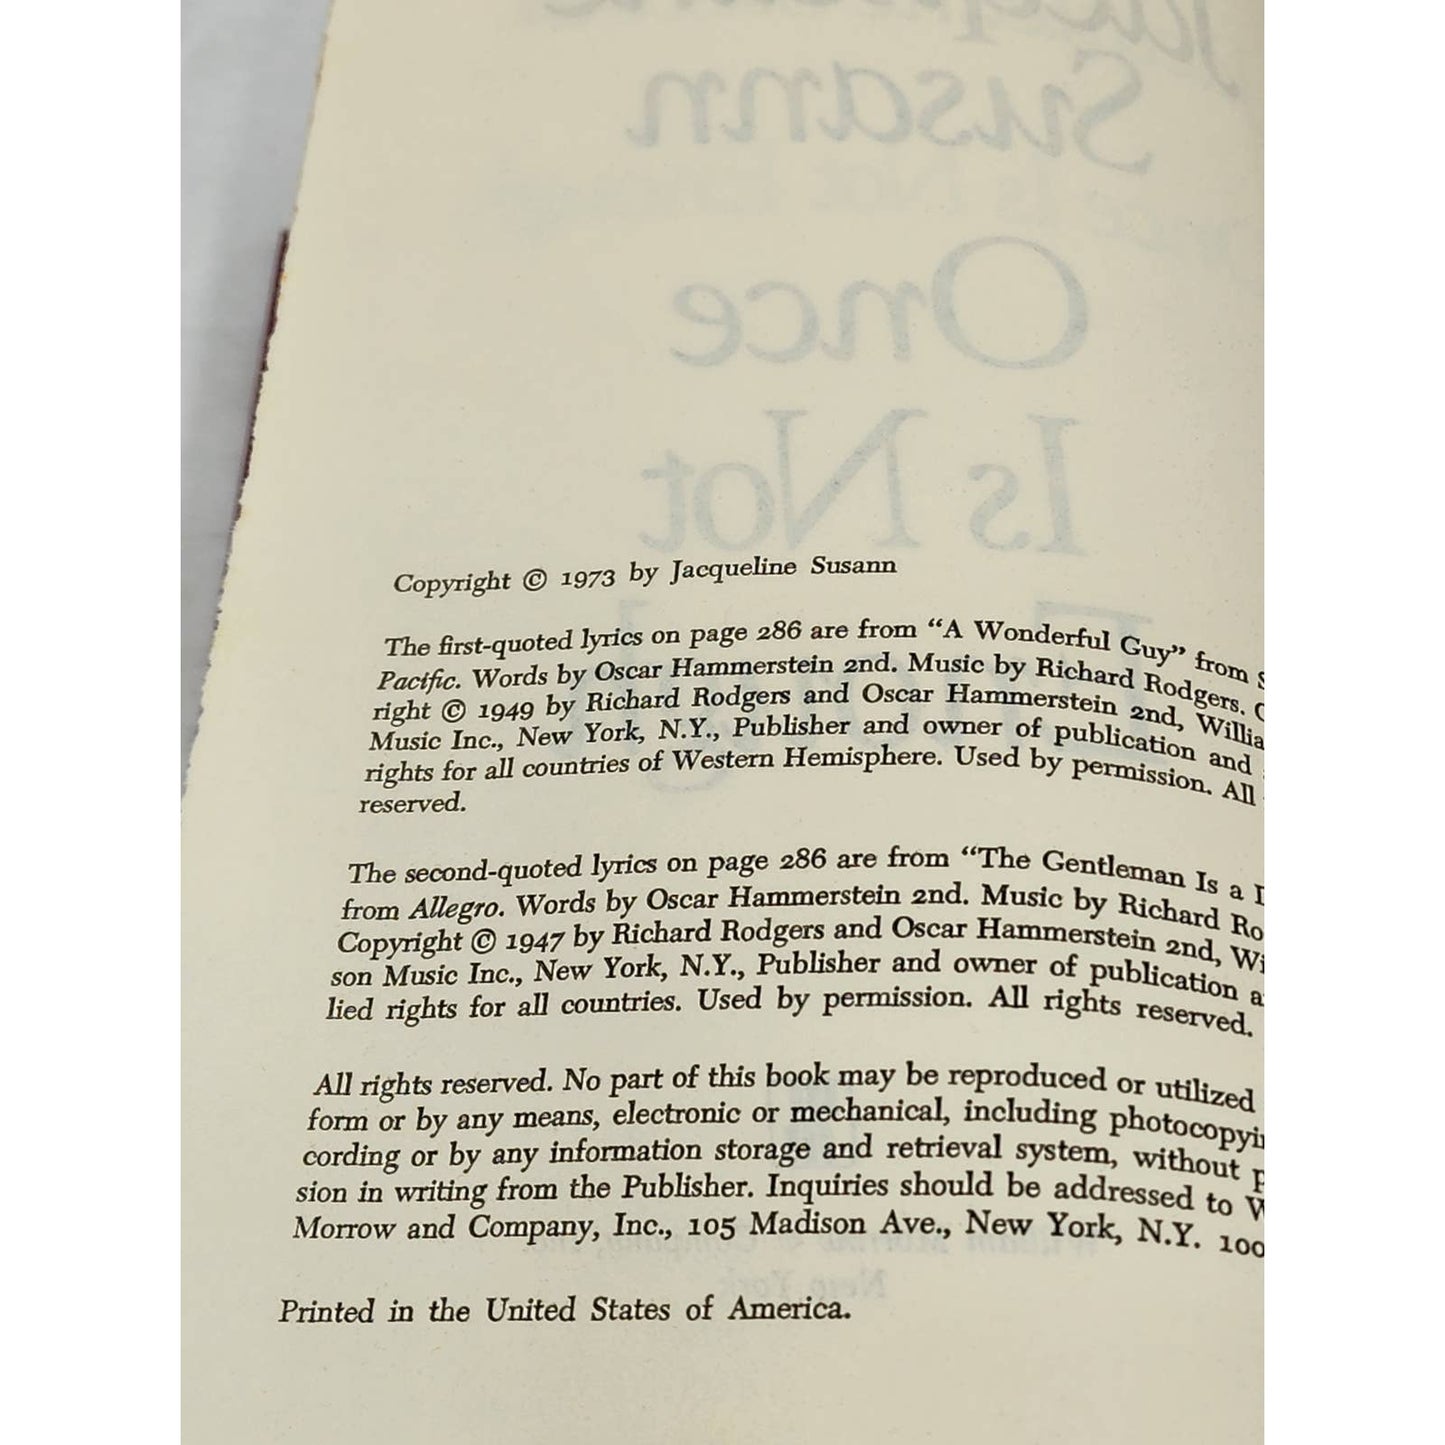 Jacqueline
Susann
Once
Is Not
Copyright © 1973 by Jacqueline Susann
The first-quoted lyrics on page 286 are from “A Wonderful Guy” from S
Pacific. Words by Oscar Hammerstein 2nd. Music by Richard Rodgers. C
right © 1949 by Richard Rodgers and Oscar Hammerstein 2nd, Willia
Music Inc., New York, N.Y., Publisher and owner of publication and
rights for all countries of Western Hemisphere. Used by permission. All
reserved.
The second-quoted lyrics on page 286 are from “The Gentleman Is a D
from Allegro. Words by Oscar Hammerstein 2nd. Music by Richard Ro
Copyright © 1947 by Richard Rodgers and Oscar Hammerstein 2nd, Wi
son Music Inc., New York, N.Y., Publisher and owner of publication a
lied rights for all countries. Used by permission. All rights reserved.
All rights reserved. No part of this book may be reproduced or utilized
form or by any means, electronic or mechanical, including photocopyi
cording or by any information storage and retrieval system, without p
sion in writing from the Publisher. Inquiries should be addressed to W
Morrow and Company, Inc., 105 Madison Ave., New York, N.Y. 100
New York
Printed in the United States of America.